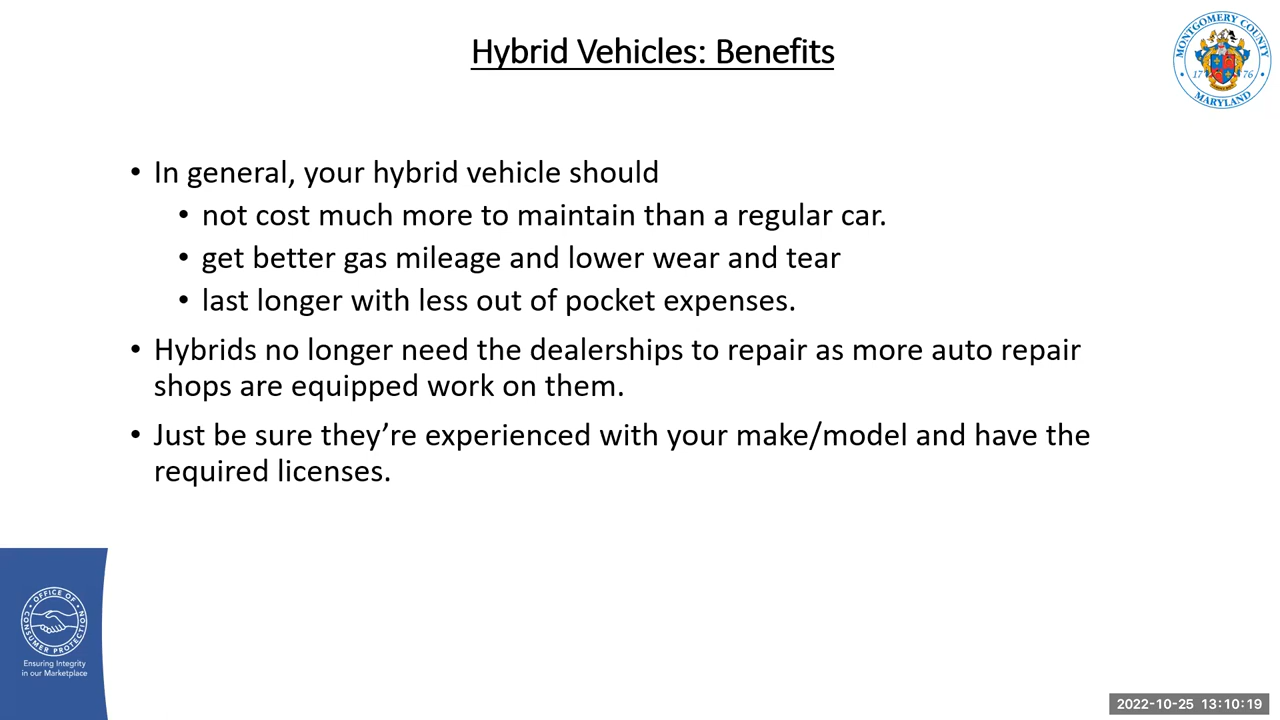 Hybrid Vehicles: Benefits
MONTGOMERY COUNTY
17 76
MARYLAND
• In general, your hybrid vehicle should
• not cost much more to maintain than a regular car.
• get better gas mileage and lower wear and tear
• last longer with less out of pocket expenses.
• Hybrids no longer need the dealerships to repair as more auto repair
shops are equipped work on them.
• Just be sure they’re experienced with your make/model and have the
required licenses.
OFFICE OF
CONSUMER PROTECTION
Ensuring Integrity
in our Marketplace
2022-10-25 13:10:19